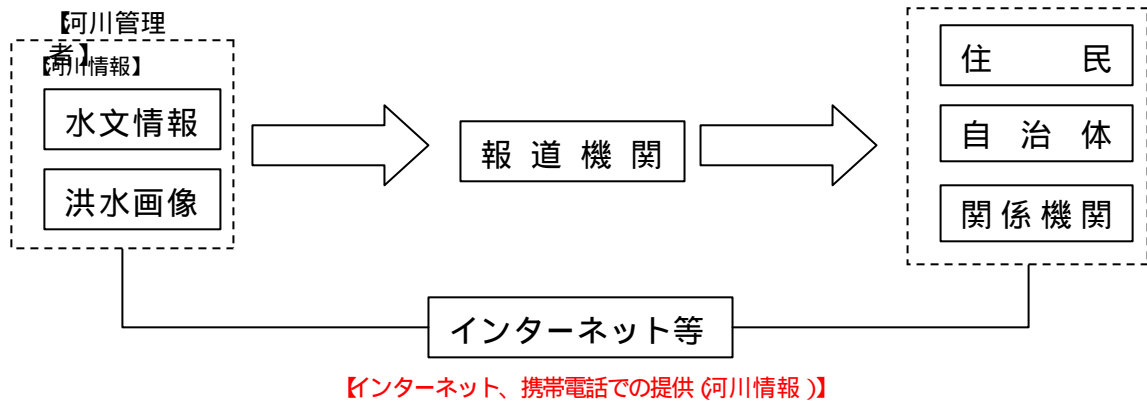 【河川管理
者】
【河川情報】
水文情報
洪水画像
報道機関
住民
自治体
関係機関
インターネット等
【インターネット、携帯電話での提供(河川情報)】